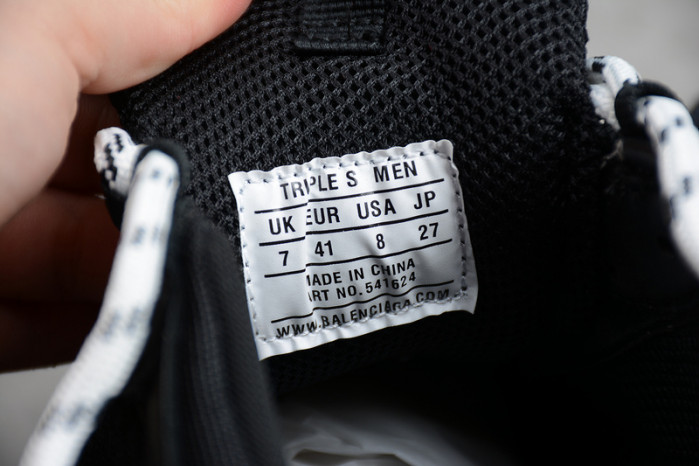 TRIPLE S MEN
UK EUR USA JP
7 41 8 27
MADE IN CHINA
ART NO. 541624
WWW.BALENCIAGA.COM